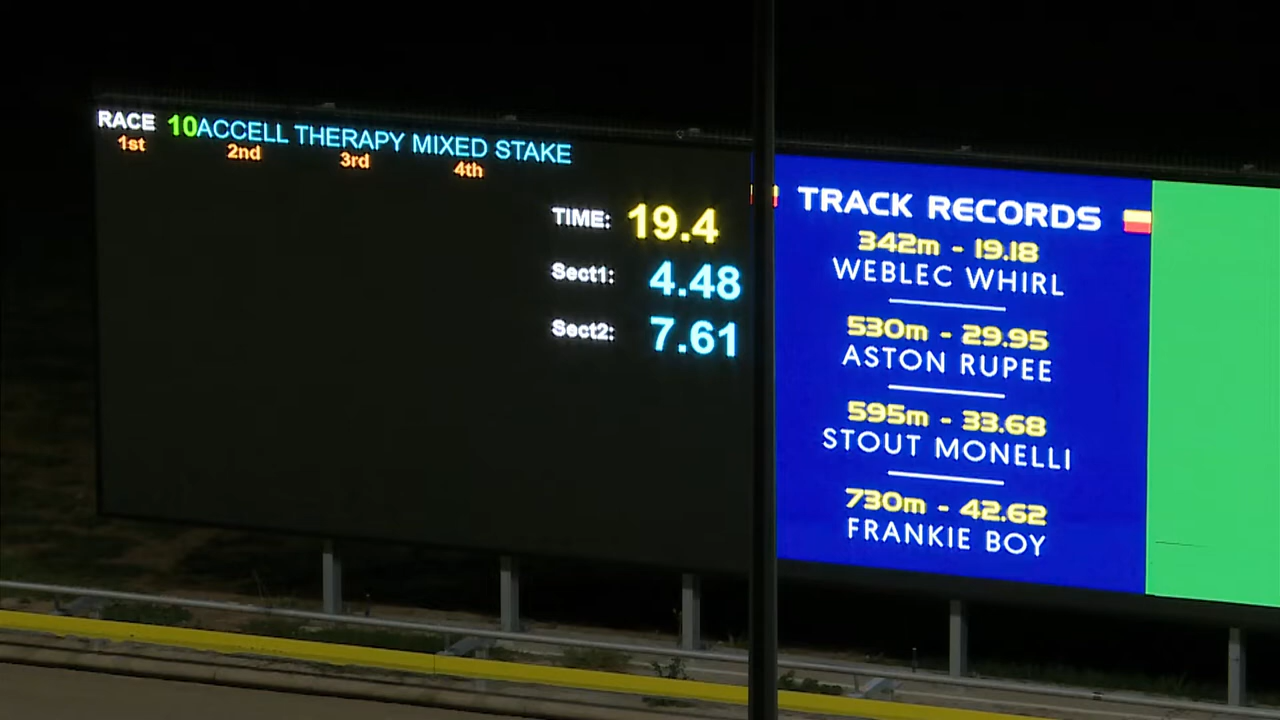 RACE 10ACCELL THERAPY MIXED STAKE
1st 2nd 3rd 4th
TIME: 19.4
Sect1: 4.48
Sect2: 7.61
TRACK RECORDS
342m - 19.18
WEBLEC WHIRL
530m - 29.95
ASTON RUPEE
595m - 33.68
STOUT MONELLI
730m - 42.62
FRANKIE BOY